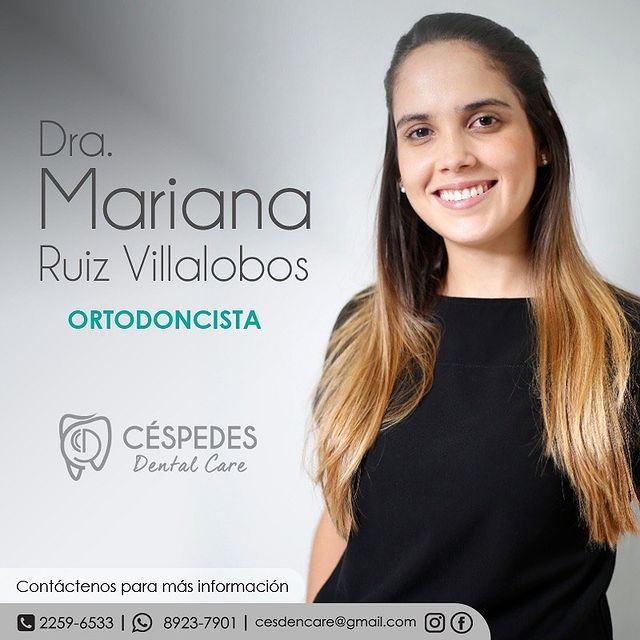 Dra.
Mariana
Ruiz Villalobos
ORTODONCISTA
CÉSPEDES
Dental Care
Contáctenos para más información
2259-6533 | 8923-7901 | cesdencare@gmail.com